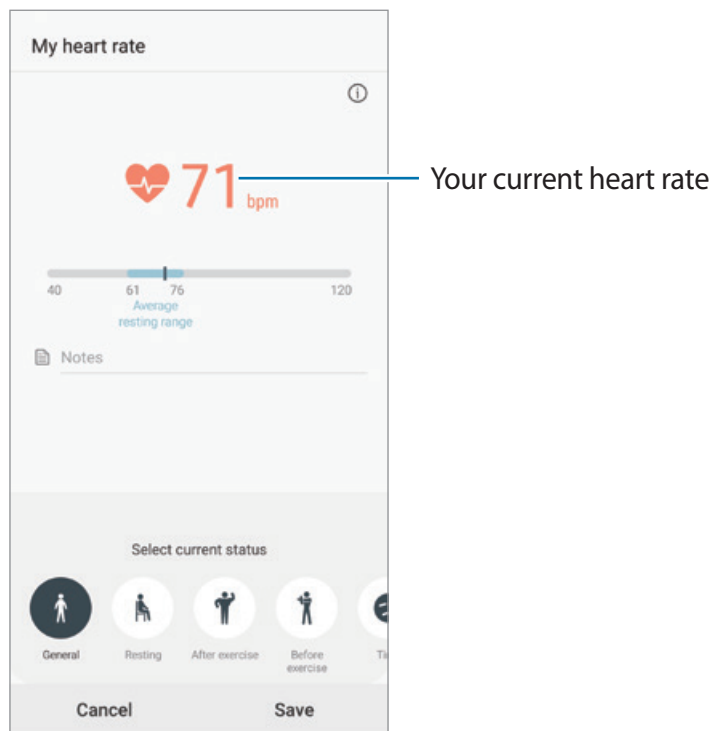 My heart rate
71 bpm
Your current heart rate
40 61 76 120
Average
resting range
Notes
Select current status
General Resting After exercise Before
exercise
Cancel Save